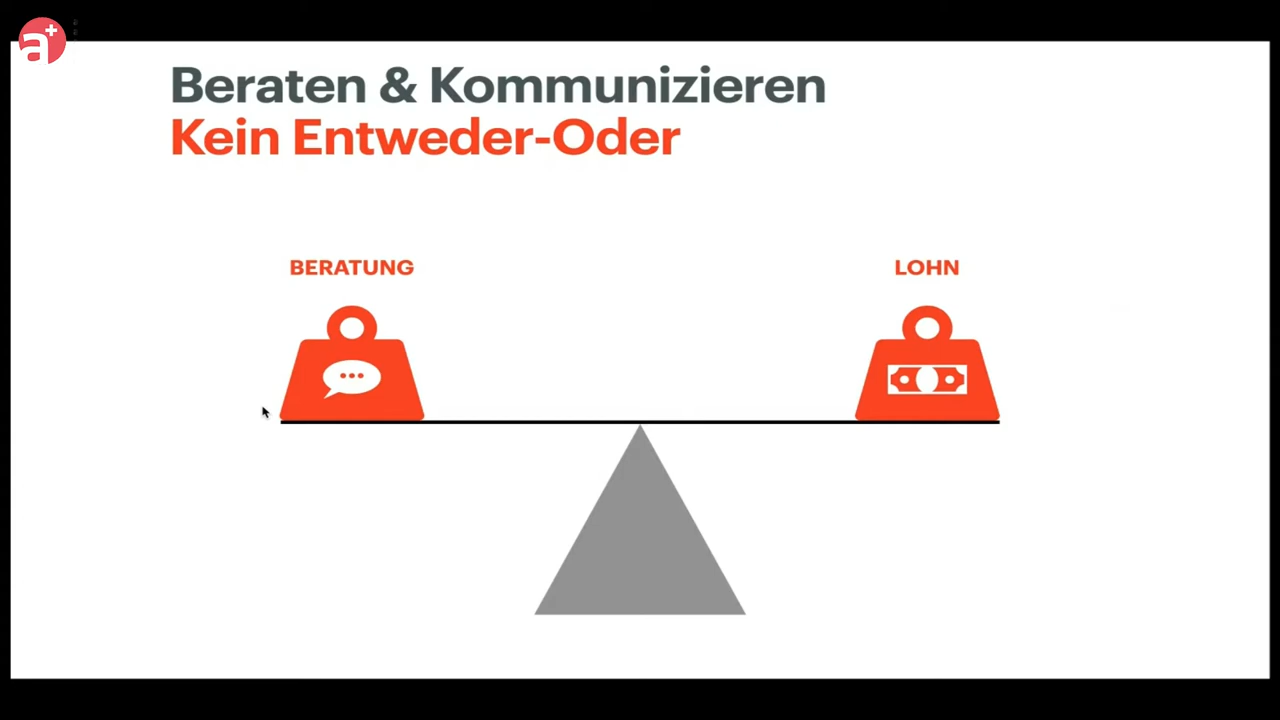 a+
Beraten & Kommunizieren
Kein Entweder-Oder
BERATUNG
LOHN